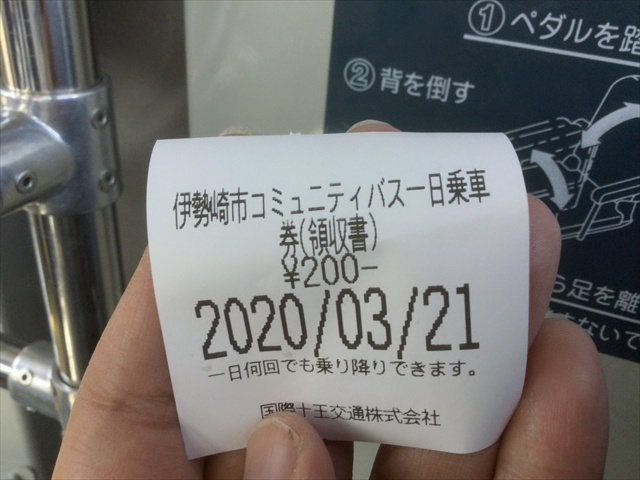 ①ペダルを踏
②背を倒す
伊勢崎市コミュニティバス一日乗車
券(領収書)
¥200-
2020/03/21
一日何回でも乗り降りできます。
国際十王交通株式会社
ら足を離
ないで